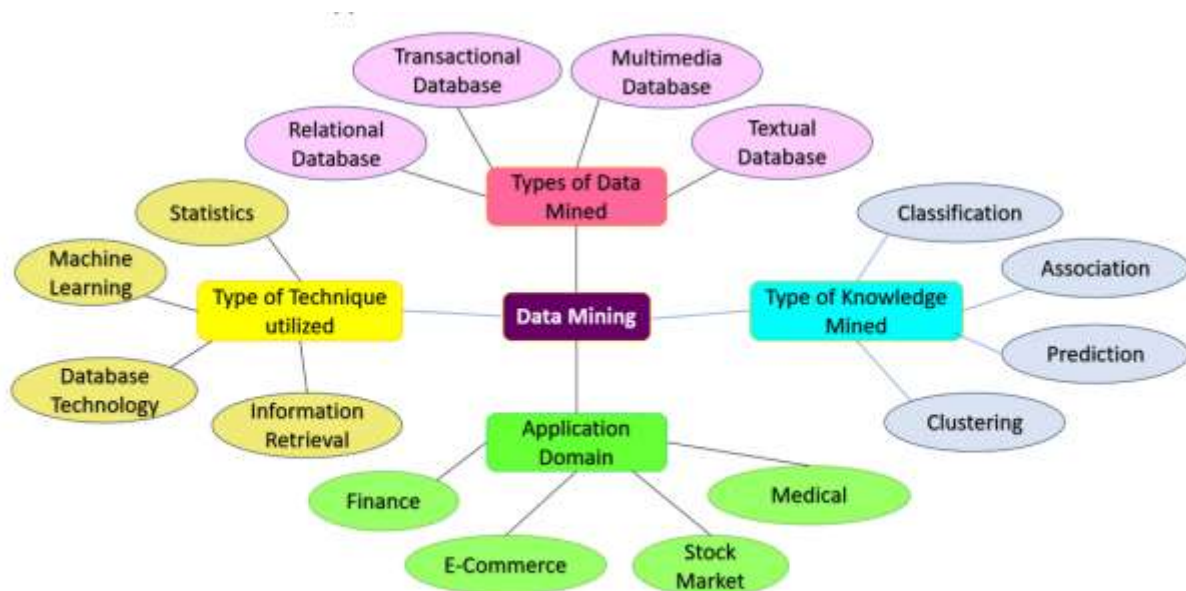 Transactional
Database
Multimedia
Database
Relational
Database
Textual
Database
Types of Data
Mined
Statistics
Machine
Learning
Type of Technique
utilized
Database
Technology
Information
Retrieval
Data Mining
Classification
Association
Type of Knowledge
Mined
Prediction
Clustering
Application
Domain
Finance
E-Commerce
Stock
Market
Medical